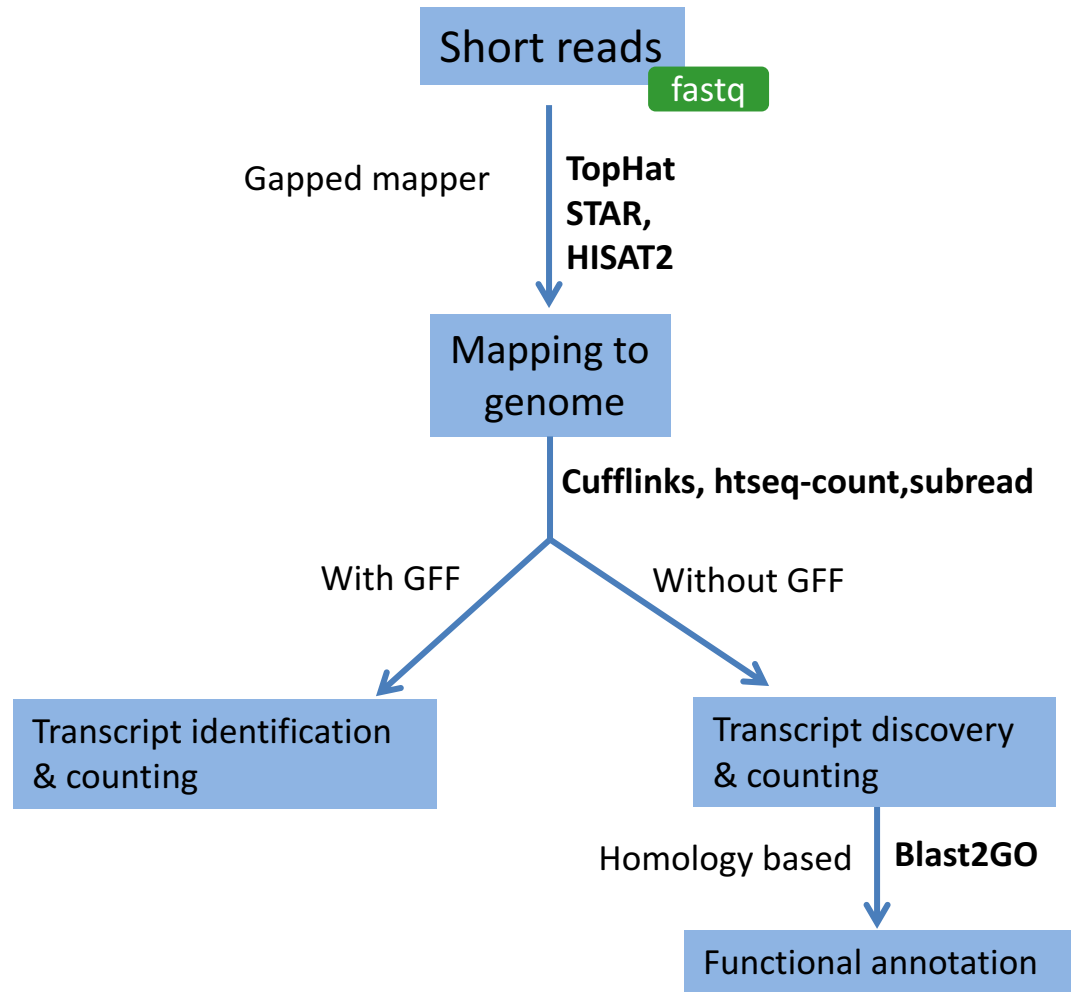 Short reads
fastq
Gapped mapper
TopHat
STAR,
HISAT2
Mapping to
genome
Cufflinks, htseq-count,subread
With GFF
Without GFF
Transcript identification
& counting
Transcript discovery
& counting
Homology based
Blast2GO
Functional annotation